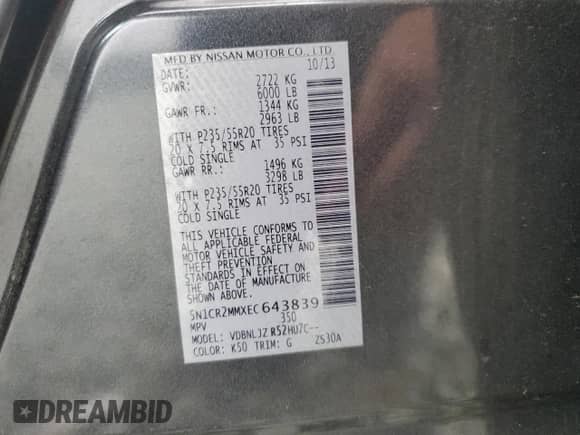 MFD BY NISSAN MOTOR CO., LTD
DATE: 10/13
GVWR: 2722 KG
6000 LB
GAWR FR.: 1344 KG
2963 LB
WITH P235/55R20 TIRES
20 X 7.5 RIMS AT 35 PSI
COLD SINGLE
GAWR RR.: 1496 KG
3298 LB
WITH P235/55R20 TIRES
20 X 7.5 RIMS AT 35 PSI
COLD SINGLE
THIS VEHICLE CONFORMS TO
ALL APPLICABLE FEDERAL
MOTOR VEHICLE SAFETY AND
THEFT PREVENTION
STANDARDS IN EFFECT ON
THE DATE OF MANUFACTURE
SHOWN ABOVE.
5N1CR2MMXEC643839
MPV 350
MODEL: VDBNLJZ R52HU7C--
COLOR: K50 TRIM: G ZS30A
DREAMBID
DREAMBID